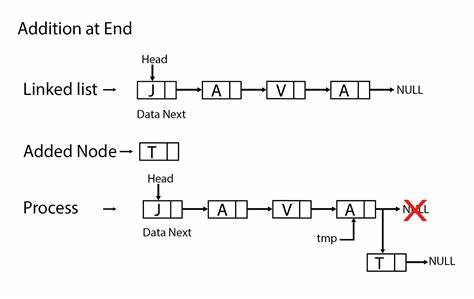 Addition at End
Head
Linked list J A V A NULL
Data Next
Added Node T
Head
Process J A V A NULL
Data Next
tmp
T NULL